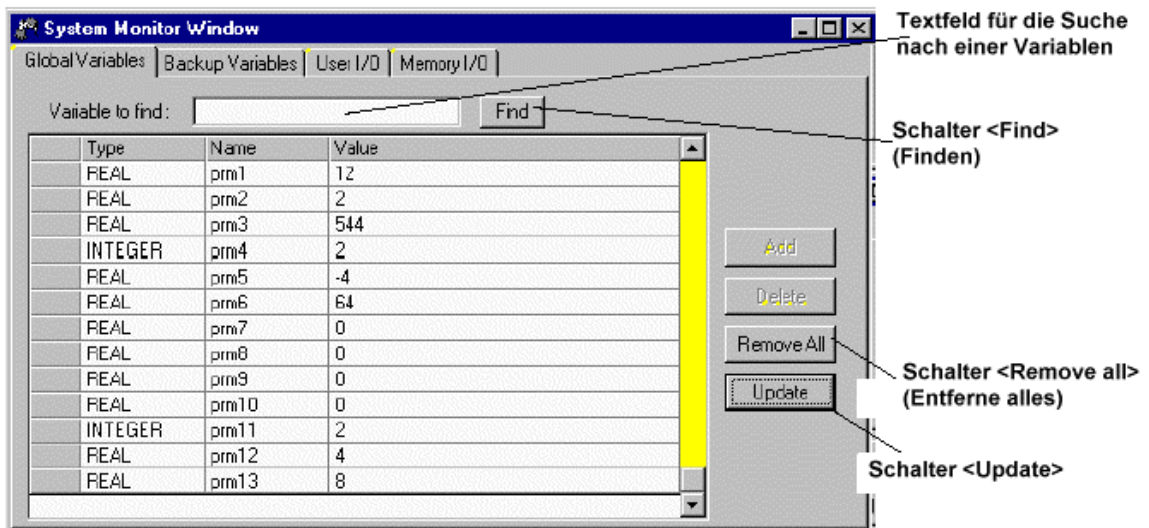 System Monitor Window
Textfeld für die Suche
nach einer Variablen
Global Variables Backup Variables User I/O Memory I/O
Variable to find: Find
Schalter <Find>
(Finden)
Type Name Value
REAL prm1 12
REAL prm2 2
REAL prm3 544
INTEGER prm4 2
REAL prm5 -4
REAL prm6 64
REAL prm7 0
REAL prm8 0
REAL prm9 0
REAL prm10 0
INTEGER prm11 2
REAL prm12 4
REAL prm13 8
Add
Delete
Remove All
Update
Schalter <Remove all>
(Entferne alles)
Schalter <Update>